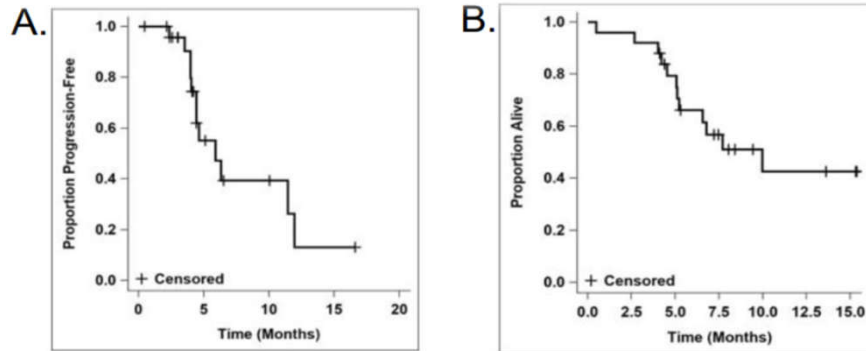 A.
Proportion Progression-Free
1.0
0.8
0.6
0.4
0.2
0.0
Censored
0 5 10 15 20
Time (Months)
B.
Proportion Alive
1.0
0.8
0.6
0.4
0.2
0.0
Censored
0.0 2.5 5.0 7.5 10.0 12.5 15.0
Time (Months)